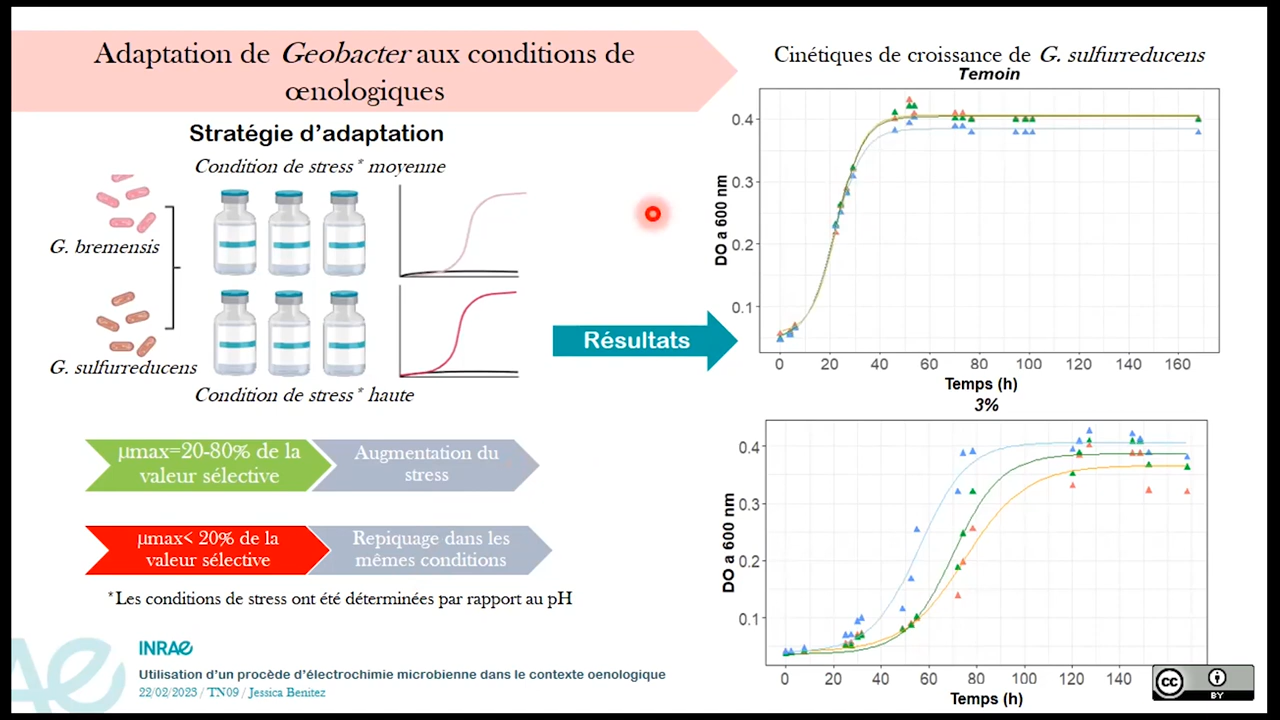 Adaptation de Geobacter aux conditions de
œnologiques
Stratégie d'adaptation
Condition de stress* moyenne
G. bremensis
G. sulfurreducens
Condition de stress* haute
µmax=20-80% de la
valeur sélective
Augmentation du
stress
µmax< 20% de la
valeur sélective
Repiquage dans les
mêmes conditions
*Les conditions de stress ont été déterminées par rapport au pH
Résultats
Cinétiques de croissance de G. sulfurreducens
Temoin
DO a 600 nm
0.4
0.3
0.2
0.1
0 20 40 60 80 100 120 140 160
Temps (h)
3%
DO a 600 nm
0.4
0.3
0.2
0.1
0 20 40 60 80 100 120 140
Temps (h)
INRAE
Utilisation d'un procède d'électrochimie microbienne dans le contexte oenologique
22/02/2023 / TN09 / Jessica Benitez
cc
BY